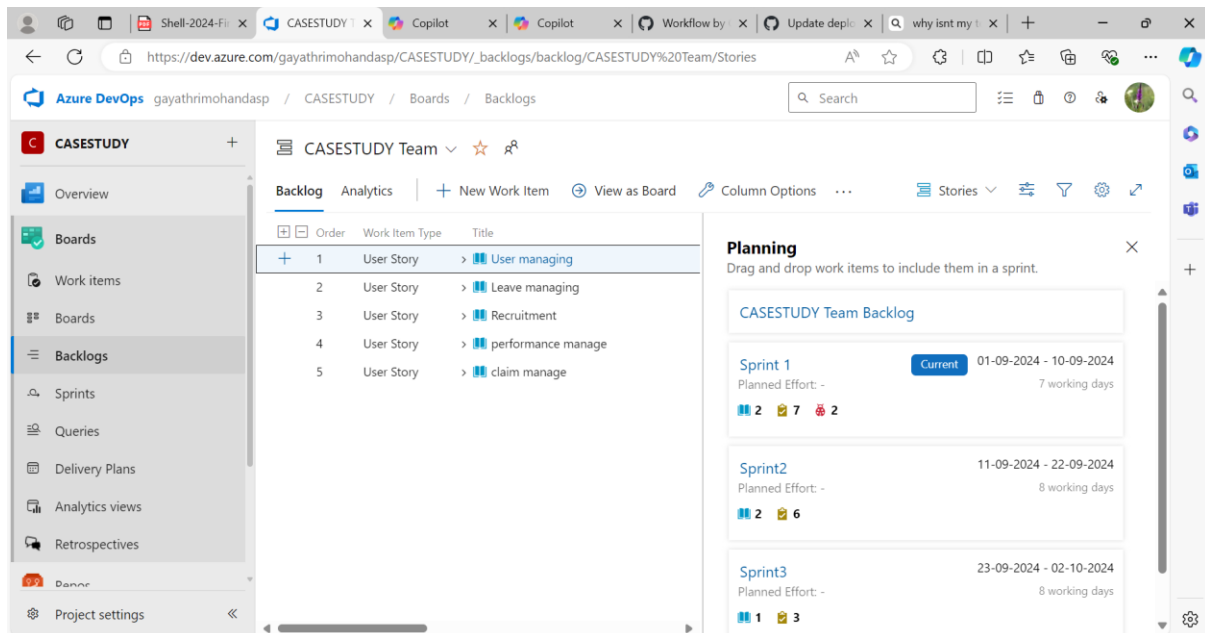 Shell-2024-Fi
CASESTUDY T
Copilot
Copilot
Workflow by
Update deplo
why isnt my t
https://dev.azure.com/gayathrimohandasp/CASESTUDY/_backlogs/backlog/CASESTUDY%20Team/Stories
Azure DevOps gayathrimohandasp / CASESTUDY / Boards / Backlogs
Search
C CASESTUDY
Overview
Boards
Work items
Boards
Backlogs
Sprints
Queries
Delivery Plans
Analytics views
Retrospectives
Repos
Project settings
CASESTUDY Team
Backlog Analytics New Work Item View as Board Column Options ... Stories
Order Work Item Type Title
1 User Story User managing
2 User Story Leave managing
3 User Story Recruitment
4 User Story performance manage
5 User Story claim manage
Planning
Drag and drop work items to include them in a sprint.
CASESTUDY Team Backlog
Sprint 1 Current 01-09-2024 - 10-09-2024
Planned Effort: - 7 working days
2 7 2
Sprint2 11-09-2024 - 22-09-2024
Planned Effort: - 8 working days
2 6
Sprint3 23-09-2024 - 02-10-2024
Planned Effort: - 8 working days
1 3